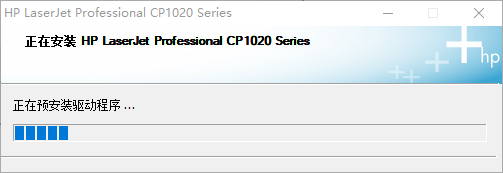 HP LaserJet Professional CP1020 Series
正在安装 HP LaserJet Professional CP1020 Series
hp
正在预安装驱动程序 ...